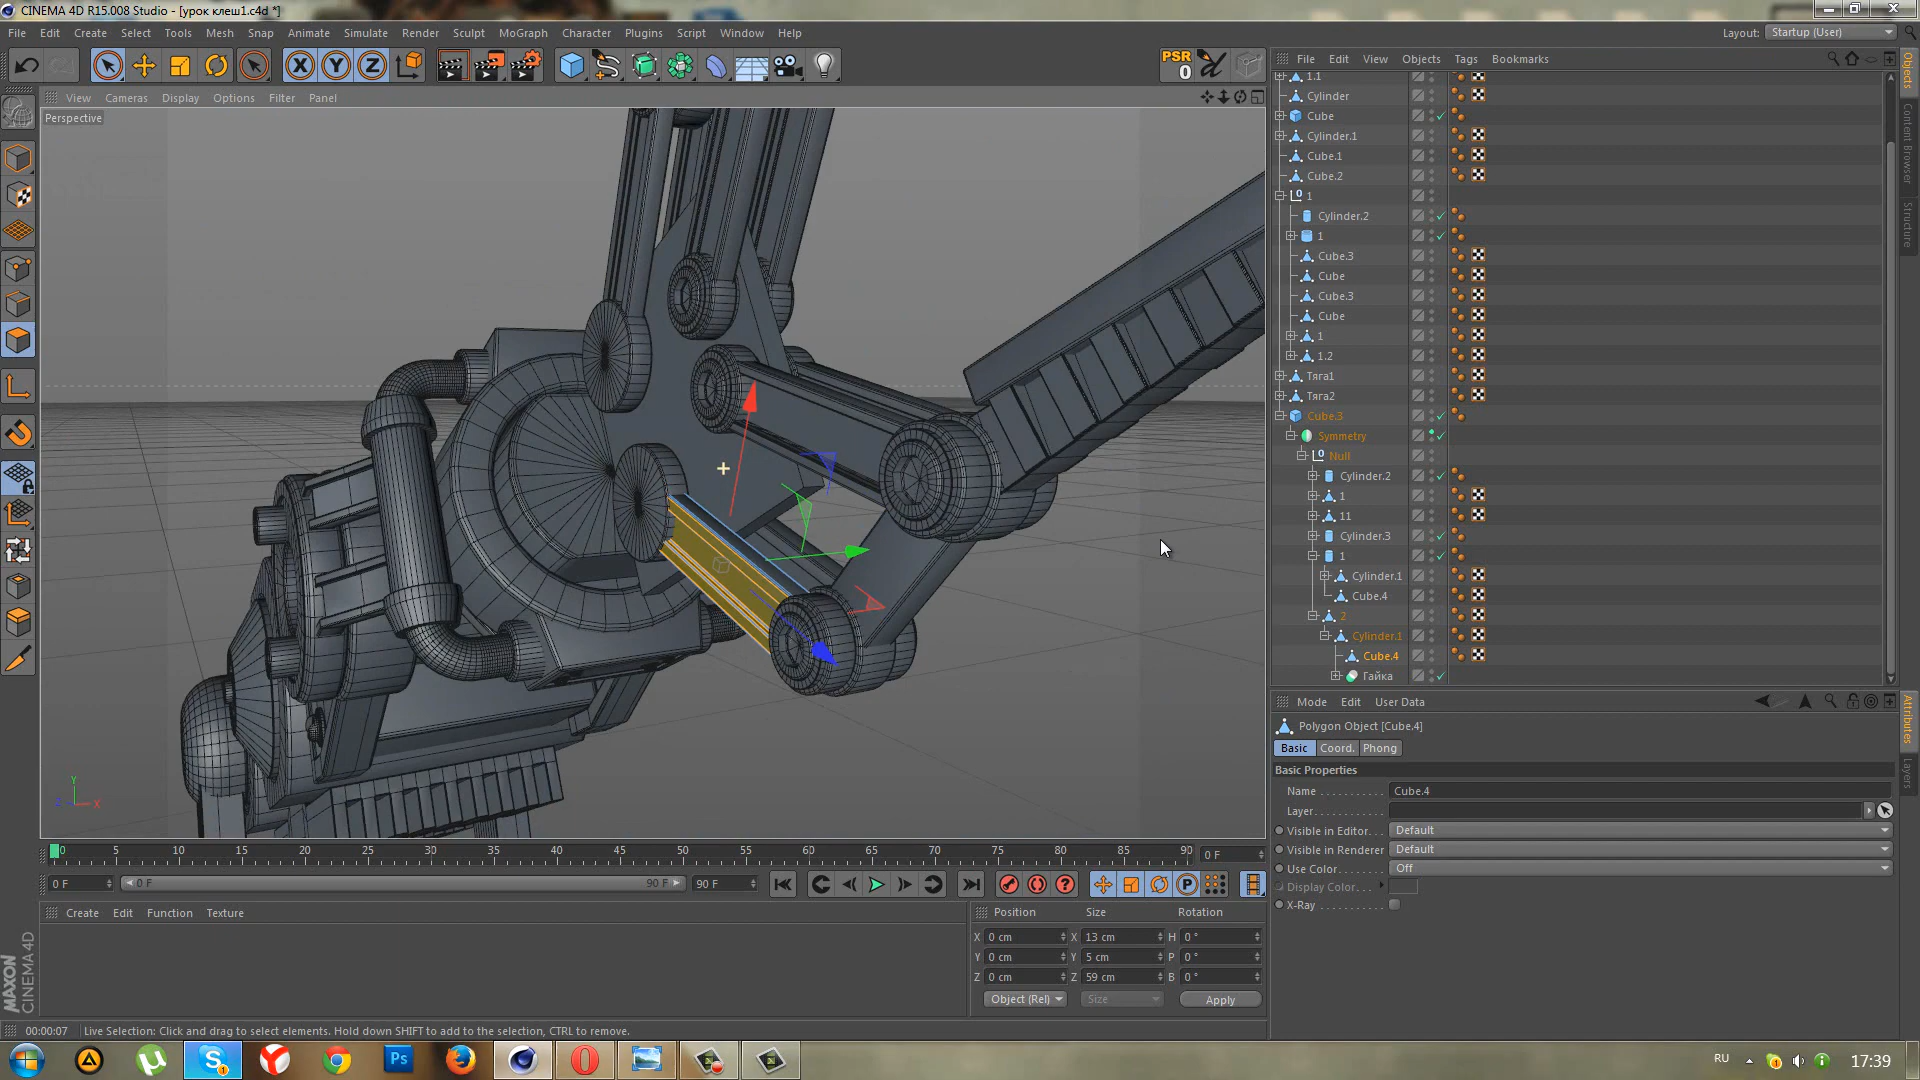 CINEMA 4D R15.008 Studio - [урок клеш1.c4d *]
File Edit Create Select Tools Mesh Snap Animate Simulate Render Sculpt MoGraph Character Plugins Script Window Help
Layout: Startup (User)
PSR
0
X Y Z
File Edit View Objects Tags Bookmarks
View Cameras Display Options Filter Panel
Perspective
1.1
Cylinder
Cube
Cylinder.1
Cube.1
Cube.2
1
Cylinder.2
1
Cube.3
Cube
Cube.3
Cube
1
1.2
Тяга1
Тяга2
Cube.3
Symmetry
Null
Cylinder.2
1
11
Cylinder.3
1
Cylinder.1
Cube.4
2
Cylinder.1
Cube.4
Гайка
Objects
Content Browser
Structure
Mode Edit User Data
Polygon Object [Cube.4]
Basic Coord. Phong
Basic Properties
Name Cube.4
Layer
Visible in Editor Default
Visible in Renderer Default
Use Color Off
Display Color
X-Ray
Attributes
Layers
Y X Z
0 5 10 15 20 25 30 35 40 45 50 55 60 65 70 75 80 85 90 0 F
0 F 0 F 90 F 90 F
Create Edit Function Texture
Position Size Rotation
X 0 cm X 13 cm H 0 °
Y 0 cm Y 5 cm P 0 °
Z 0 cm Z 59 cm B 0 °
Object (Rel) Size Apply
MAXON
CINEMA 4D
00:00:07 Live Selection: Click and drag to select elements. Hold down SHIFT to add to the selection, CTRL to remove.
Ps
RU 17:39